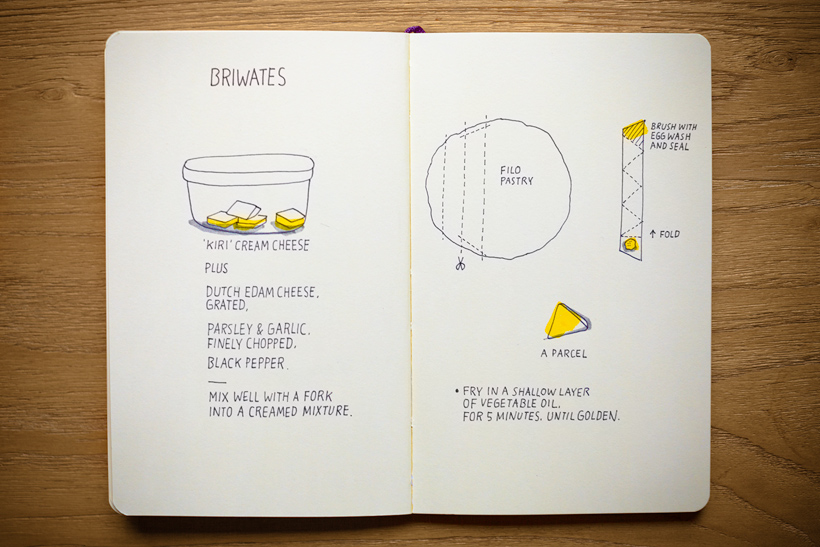 BRIWATES
'KIRI' CREAM CHEESE
PLUS
DUTCH EDAM CHEESE,
GRATED,
PARSLEY & GARLIC,
FINELY CHOPPED,
BLACK PEPPER.
MIX WELL WITH A FORK
INTO A CREAMED MIXTURE.
FILO
PASTRY
BRUSH WITH
EGG WASH
AND SEAL
↑ FOLD
A PARCEL
• FRY IN A SHALLOW LAYER
OF VEGETABLE OIL,
FOR 5 MINUTES. UNTIL GOLDEN.